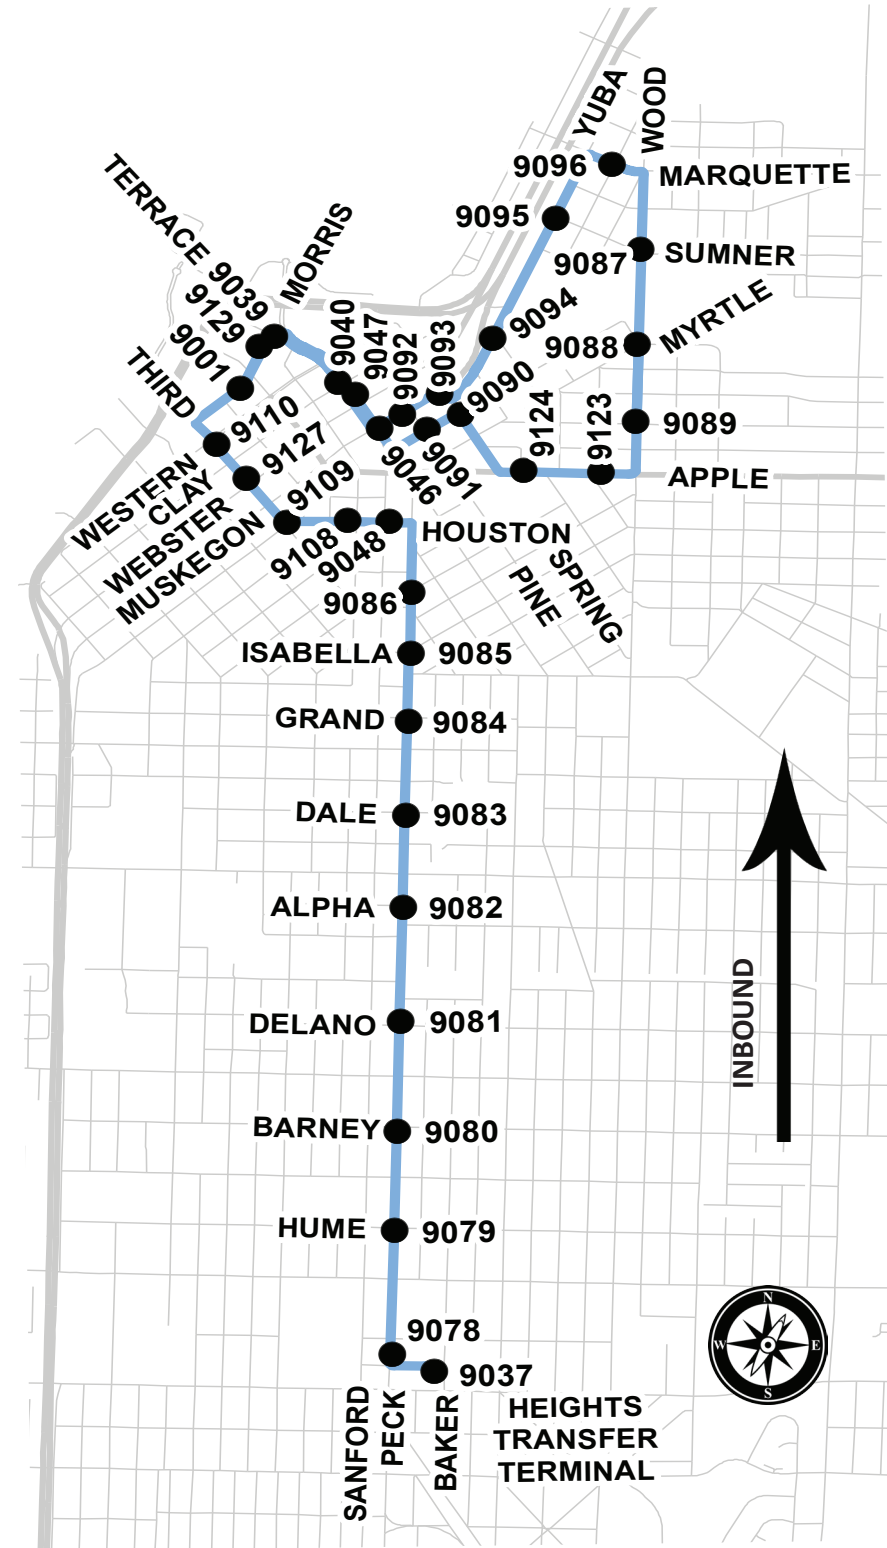 YUBA
WOOD
9096
MARQUETTE
TERRACE
MORRIS
9095
9087
SUMNER
9039
9129
9001
THIRD
9040
9047
9092
9093
9094
9088
MYRTLE
9090
9124
9123
9089
9110
9127
9109
9046
9091
APPLE
WESTERN
CLAY
WEBSTER
MUSKEGON
9108
9048
HOUSTON
PINE
SPRING
9086
ISABELLA 9085
GRAND 9084
DALE 9083
ALPHA 9082
DELANO 9081
INBOUND
BARNEY 9080
HUME 9079
N
W E
S
9078
9037
SANFORD
PECK
BAKER
HEIGHTS
TRANSFER
TERMINAL